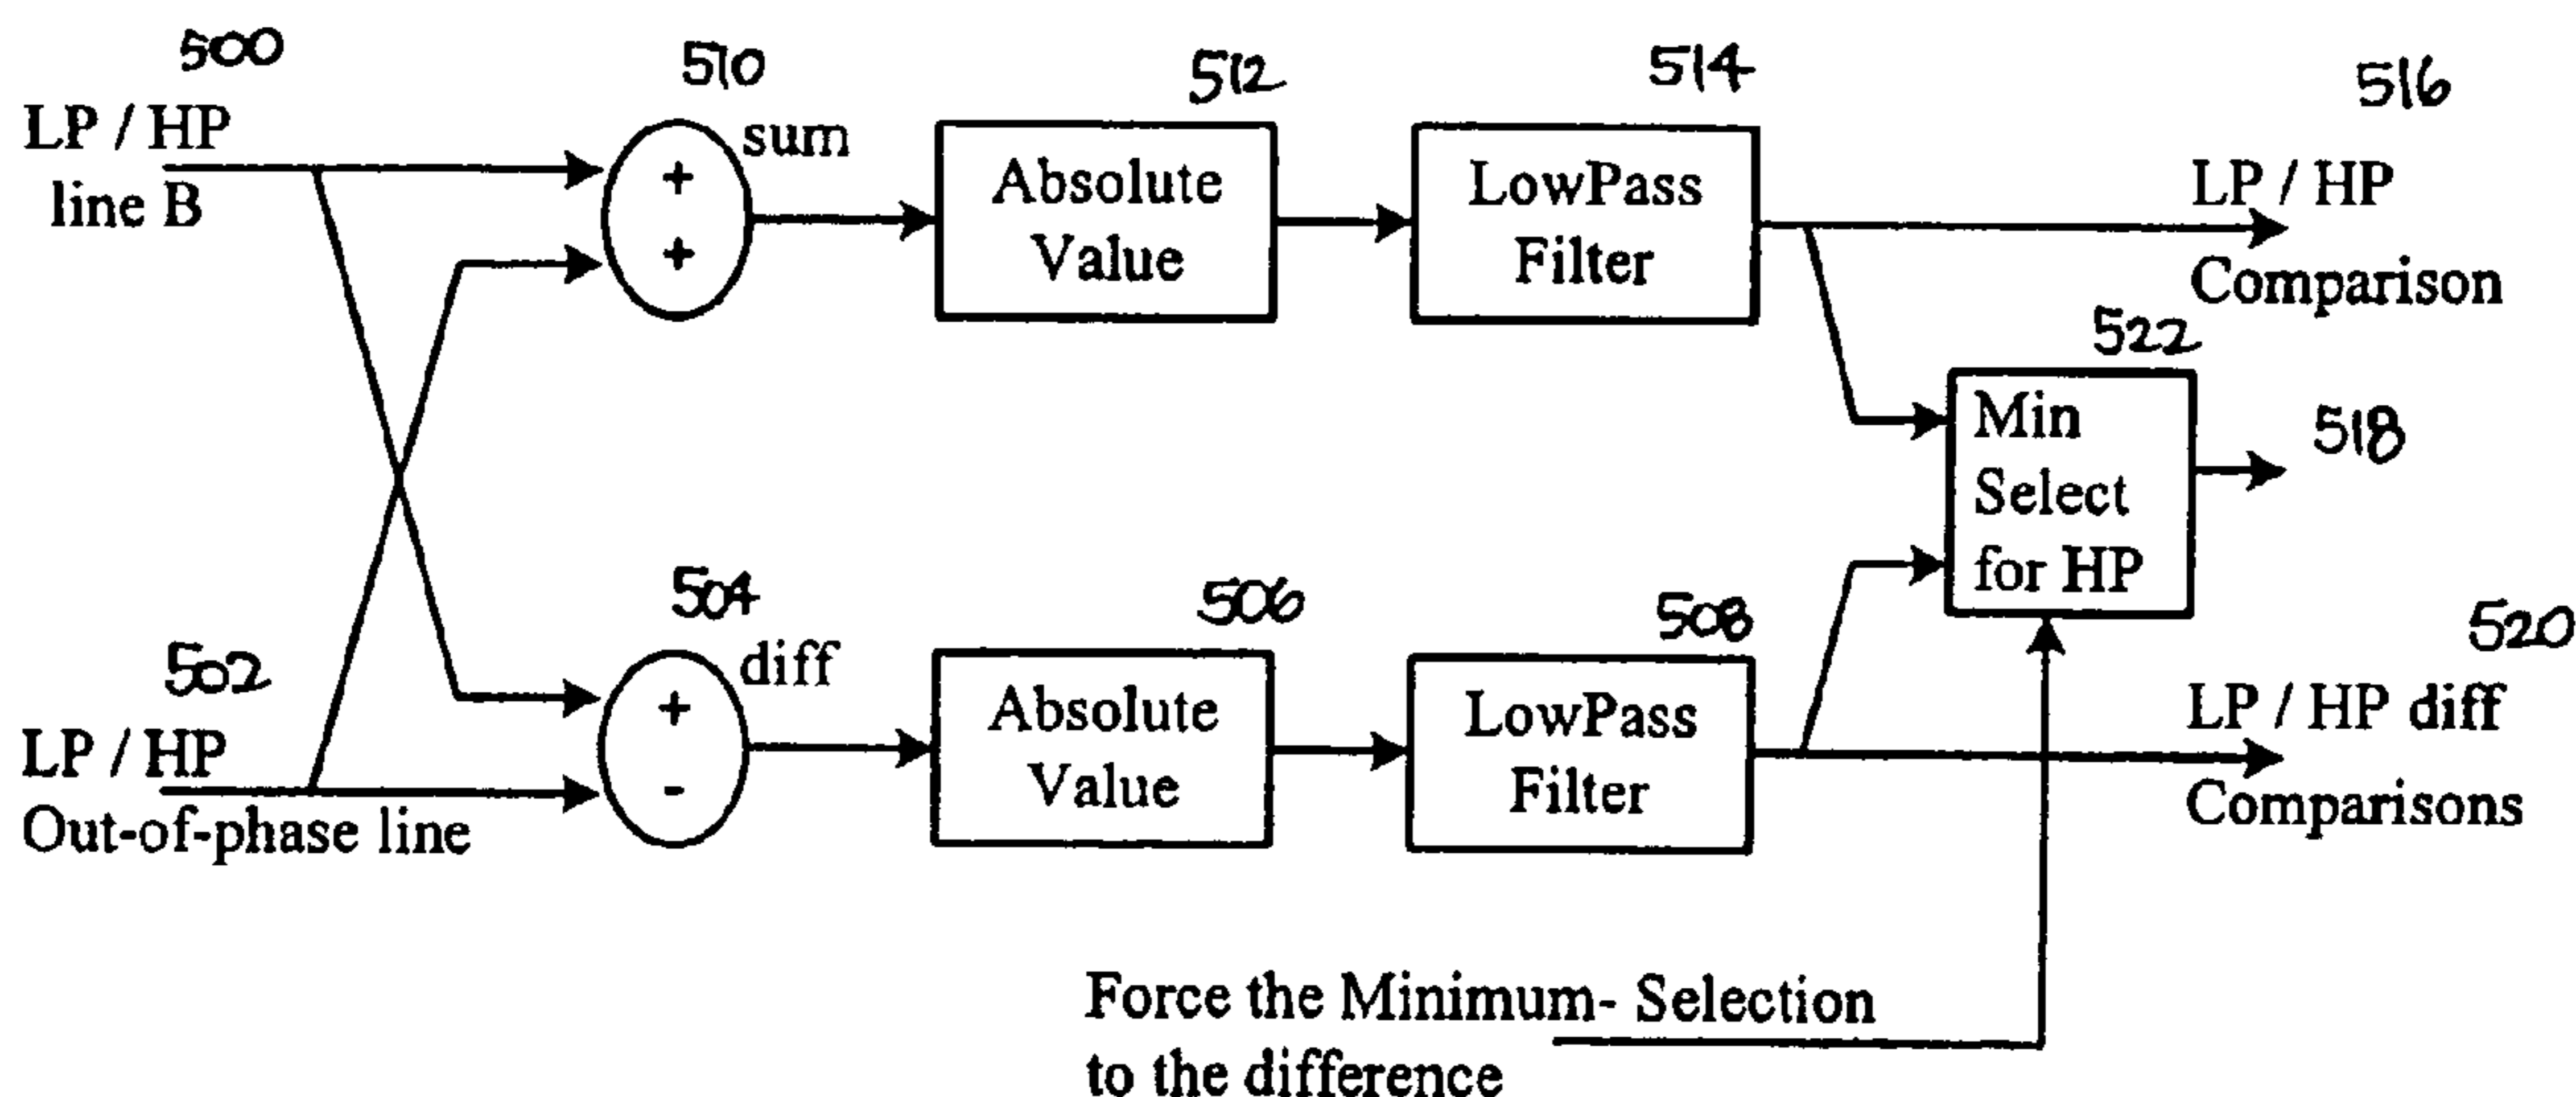 500
LP / HP
line B
510
sum
+
+
512
Absolute
Value
514
LowPass
Filter
516
LP / HP
Comparison
522
Min
Select
for HP
518
502
LP / HP
Out-of-phase line
504
diff
+
-
506
Absolute
Value
508
LowPass
Filter
520
LP / HP diff
Comparisons
Force the Minimum- Selection
to the difference